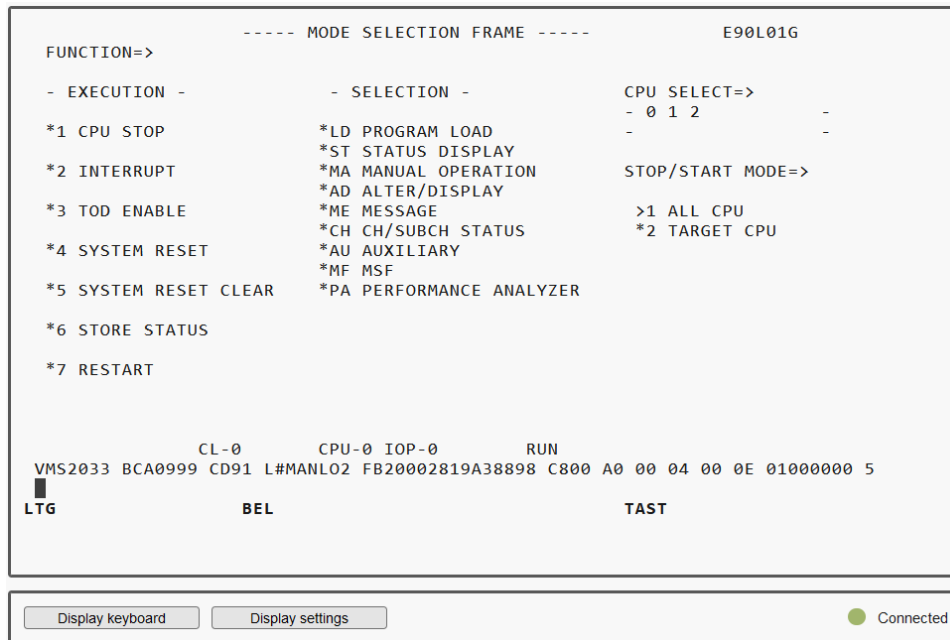 ----- MODE SELECTION FRAME ----- E90L01G
FUNCTION=>
- EXECUTION - - SELECTION - CPU SELECT=>
- 0 1 2 -
*1 CPU STOP *LD PROGRAM LOAD - -
*ST STATUS DISPLAY
*2 INTERRUPT *MA MANUAL OPERATION STOP/START MODE=>
*AD ALTER/DISPLAY
*3 TOD ENABLE *ME MESSAGE >1 ALL CPU
*CH CH/SUBCH STATUS *2 TARGET CPU
*4 SYSTEM RESET *AU AUXILIARY
*MF MSF
*5 SYSTEM RESET CLEAR *PA PERFORMANCE ANALYZER
*6 STORE STATUS
*7 RESTART
CL-0 CPU-0 IOP-0 RUN
VMS2033 BCA0999 CD91 L#MANLO2 FB20002819A38898 C800 A0 00 04 00 0E 01000000 5
LTG BEL TAST
Display keyboard Display settings Connected